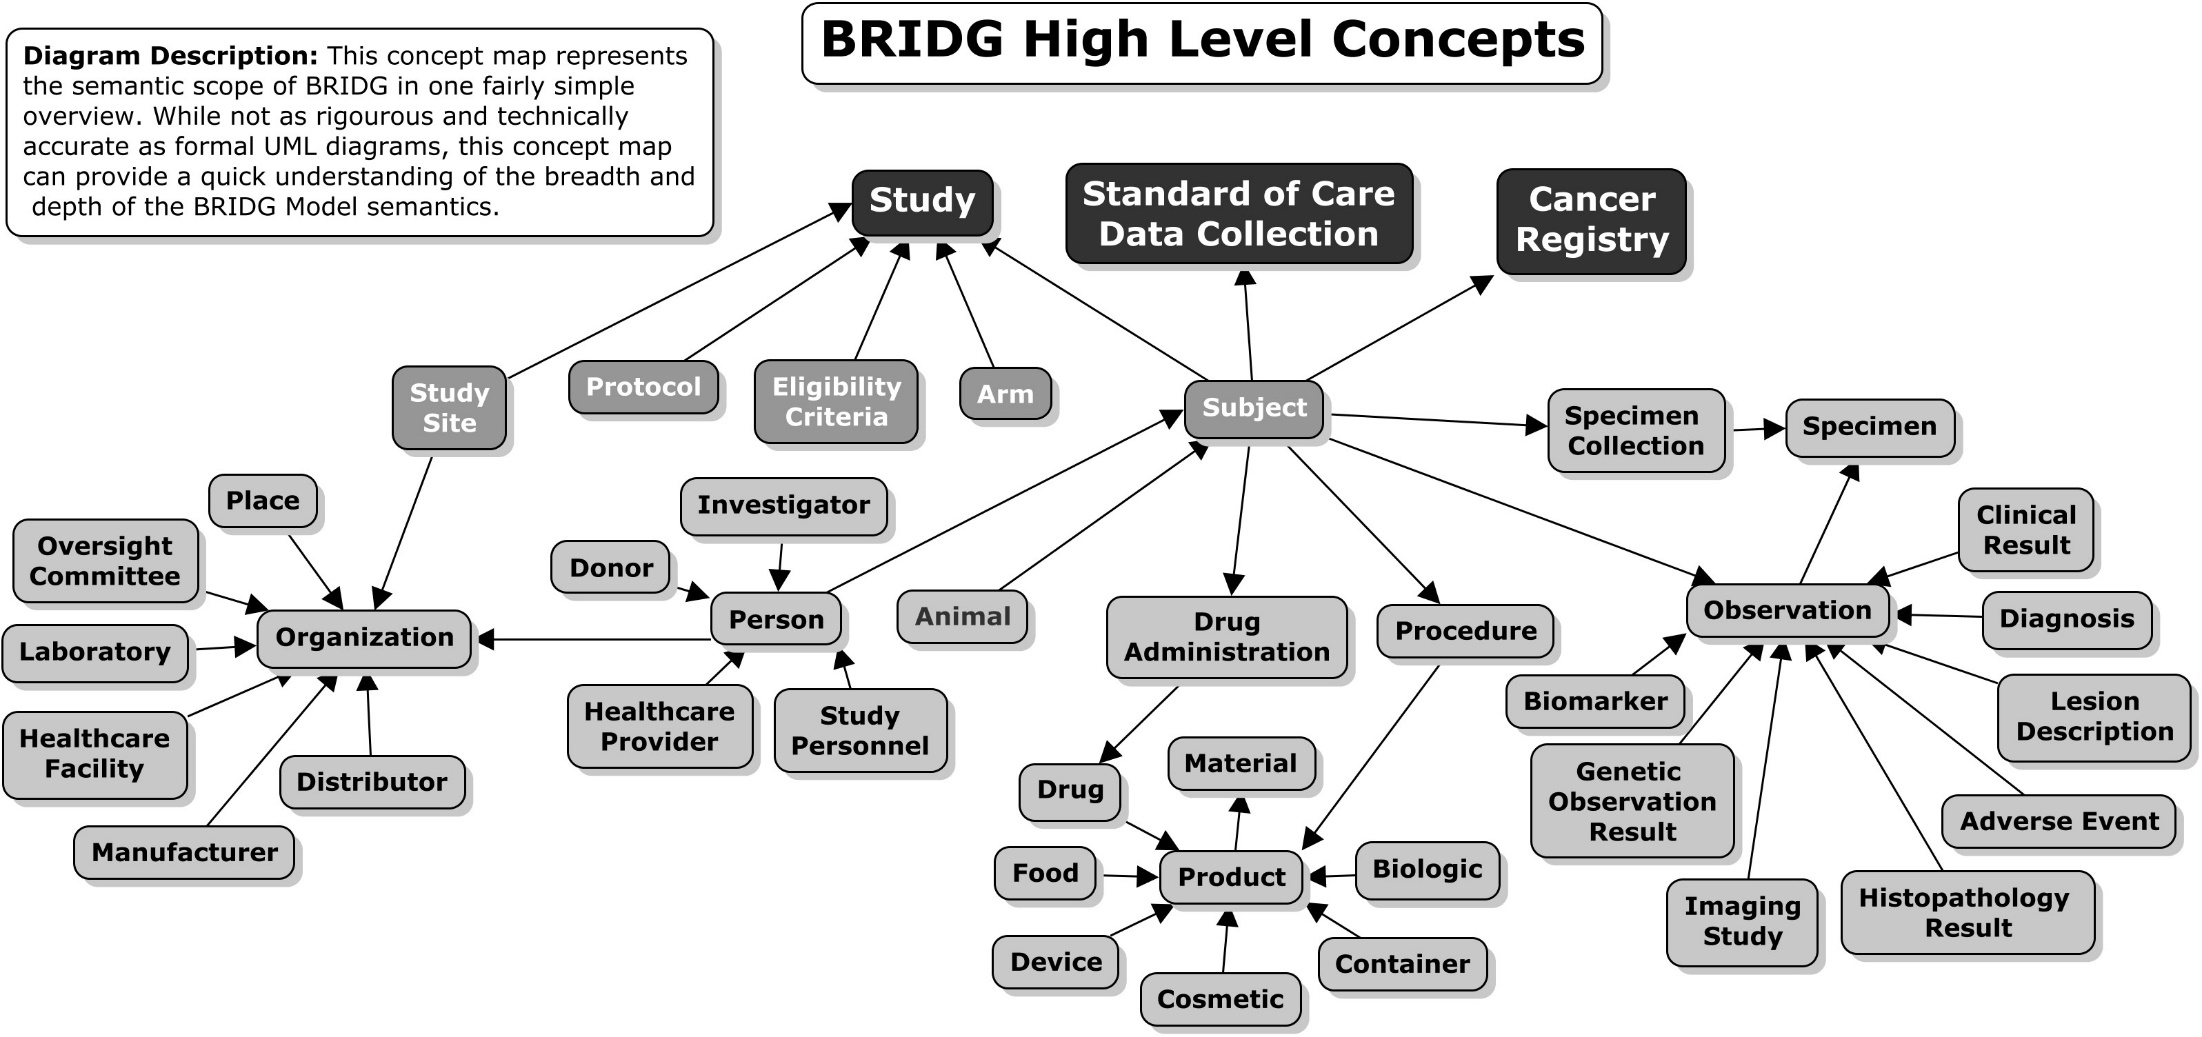 BRIDG High Level Concepts
Diagram Description: This concept map represents
the semantic scope of BRIDG in one fairly simple
overview. While not as rigourous and technically
accurate as formal UML diagrams, this concept map
can provide a quick understanding of the breadth and
depth of the BRIDG Model semantics.
Study
Standard of Care
Data Collection
Cancer
Registry
Study
Site
Protocol
Eligibility
Criteria
Arm
Subject
Specimen
Collection
Specimen
Place
Investigator
Clinical
Result
Oversight
Committee
Donor
Organization
Person
Animal
Drug
Administration
Procedure
Observation
Diagnosis
Laboratory
Healthcare
Provider
Study
Personnel
Biomarker
Lesion
Description
Healthcare
Facility
Distributor
Material
Drug
Genetic
Observation
Result
Adverse Event
Manufacturer
Food
Product
Biologic
Imaging
Study
Histopathology
Result
Device
Container
Cosmetic